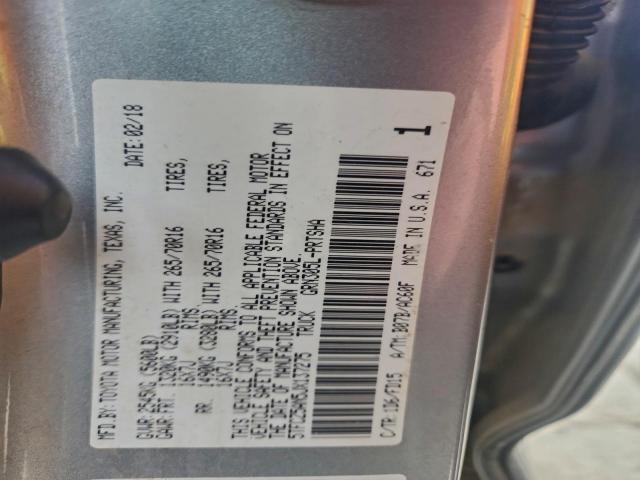 MFD.BY:TOYOTA MOTOR MANUFACTURING, TEXAS, INC. DATE: 02/18
GVWR: 2545KG (5600LB)
GAWR: FRT. 1320KG (2910LB) WITH 265/70R16 TIRES,
16X7J RIMS
RR. 1490KG (3280LB) WITH 265/70R16 TIRES,
16X7J RIMS
THIS VEHICLE CONFORMS TO ALL APPLICABLE FEDERAL MOTOR
VEHICLE SAFETY AND THEFT PREVENTION STANDARDS IN EFFECT ON
THE DATE OF MANUFACTURE SHOWN ABOVE.
5TFCZ5AN5JX137275 TRUCK
C/TR:1D6/FD15 A/TM:B07B/AC60F MADE IN U.S.A. 671
1